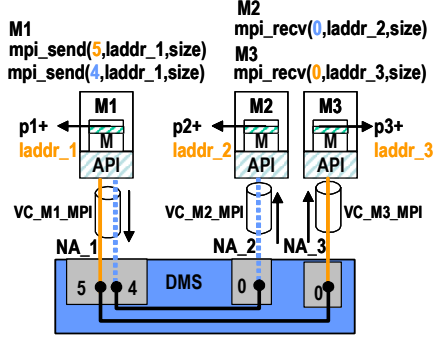 M1
mpi_send(5,laddr_1,size)
mpi_send(4,laddr_1,size)
M2
mpi_recv(0,laddr_2,size)
M3
mpi_recv(0,laddr_3,size)
M1
M2
M3
p1+
M
p2+
M
M
p3+
laddr_1
API
laddr_2
API
API
laddr_3
VC_M1_MPI
VC_M2_MPI
VC_M3_MPI
NA_1
NA_2
NA_3
5
4
DMS
0
0